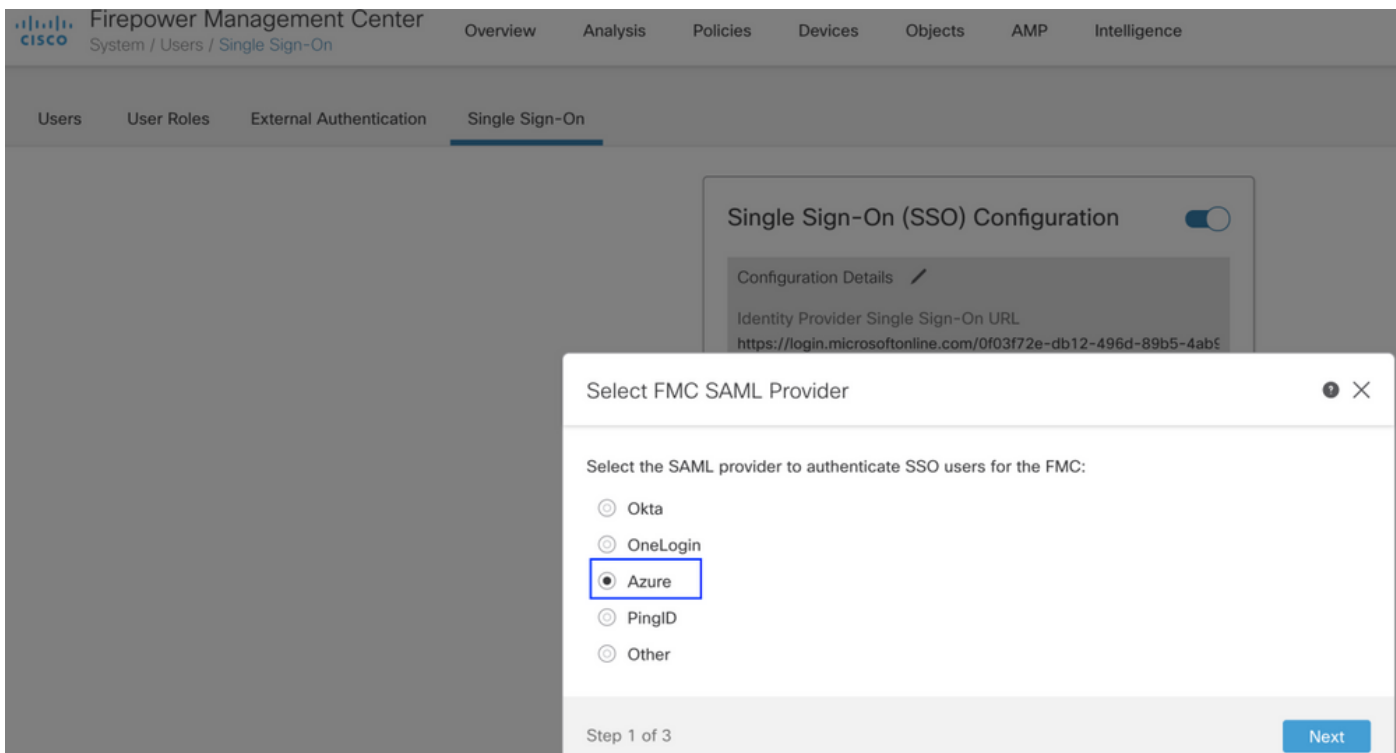 CISCO
Firepower Management Center
System / Users / Single Sign-On
Overview Analysis Policies Devices Objects AMP Intelligence
Users User Roles External Authentication Single Sign-On
Single Sign-On (SSO) Configuration
Configuration Details
Identity Provider Single Sign-On URL
https://login.microsoftonline.com/0f03f72e-db12-496d-89b5-4ab9
Select FMC SAML Provider
?
Select the SAML provider to authenticate SSO users for the FMC:
Okta
OneLogin
Azure
PingID
Other
Step 1 of 3
Next